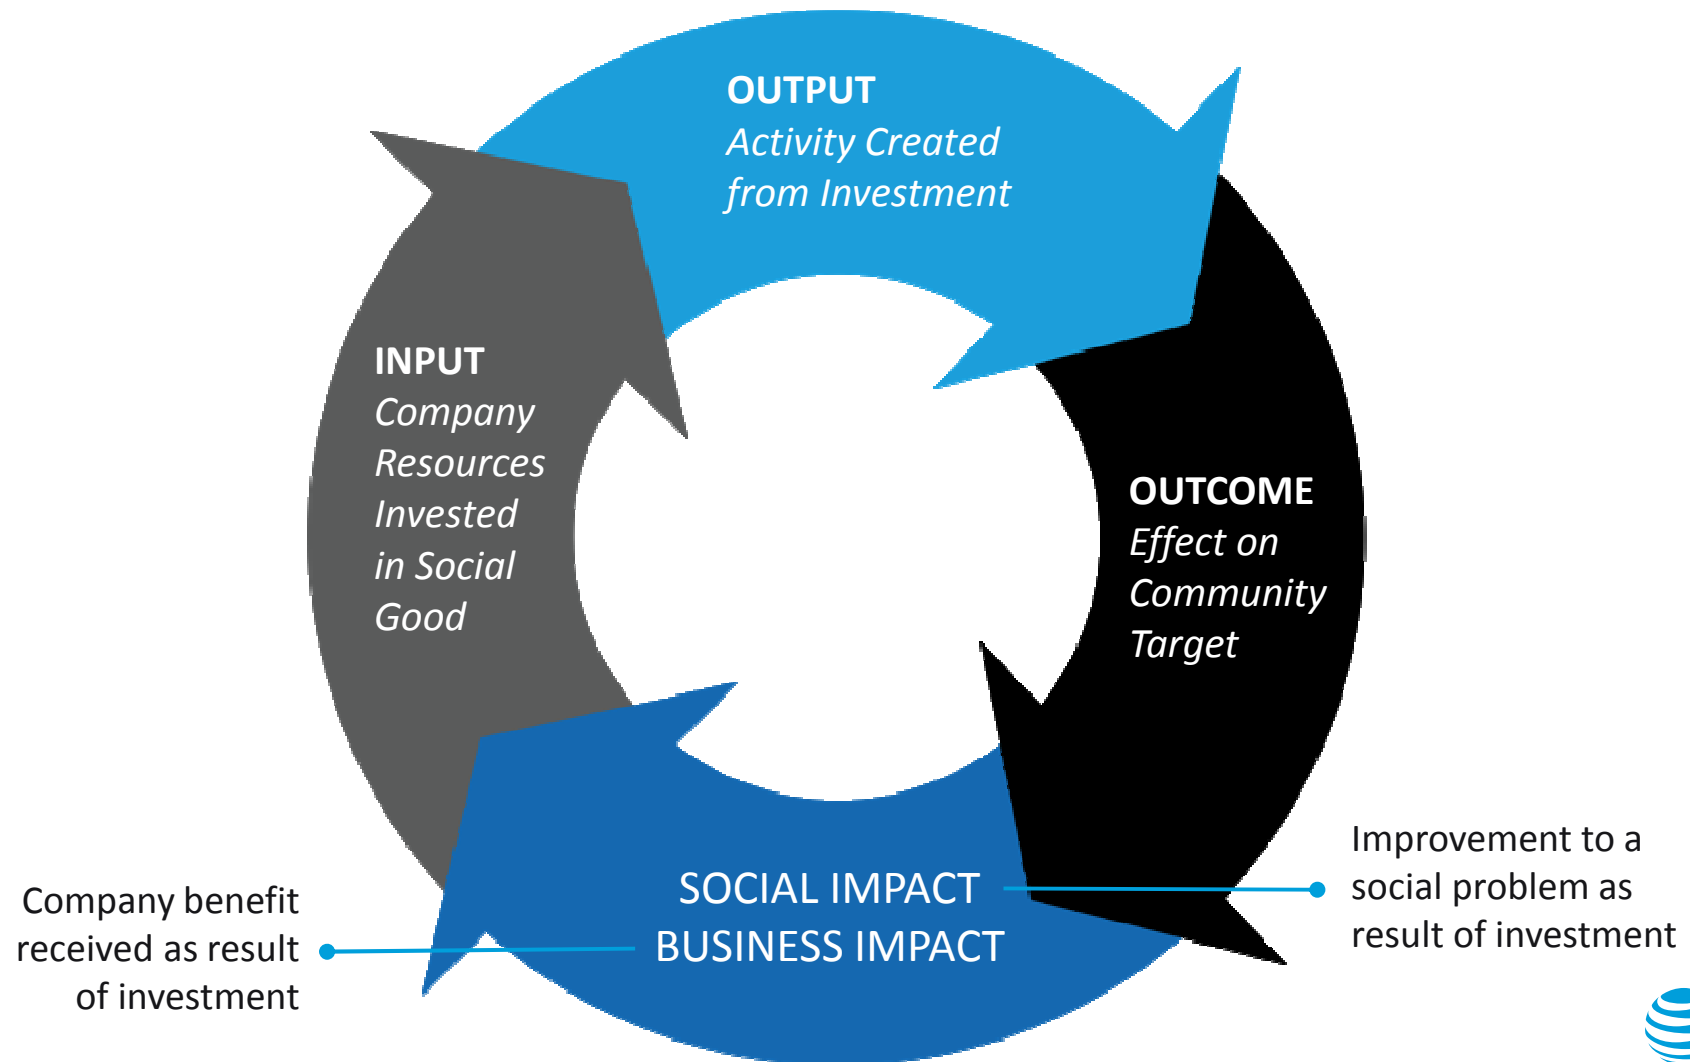 OUTPUT
Activity Created
from Investment
INPUT
Company
Resources
Invested
in Social
Good
OUTCOME
Effect on
Community
Target
SOCIAL IMPACT
BUSINESS IMPACT
Improvement to a
social problem as
result of investment
Company benefit
received as result
of investment